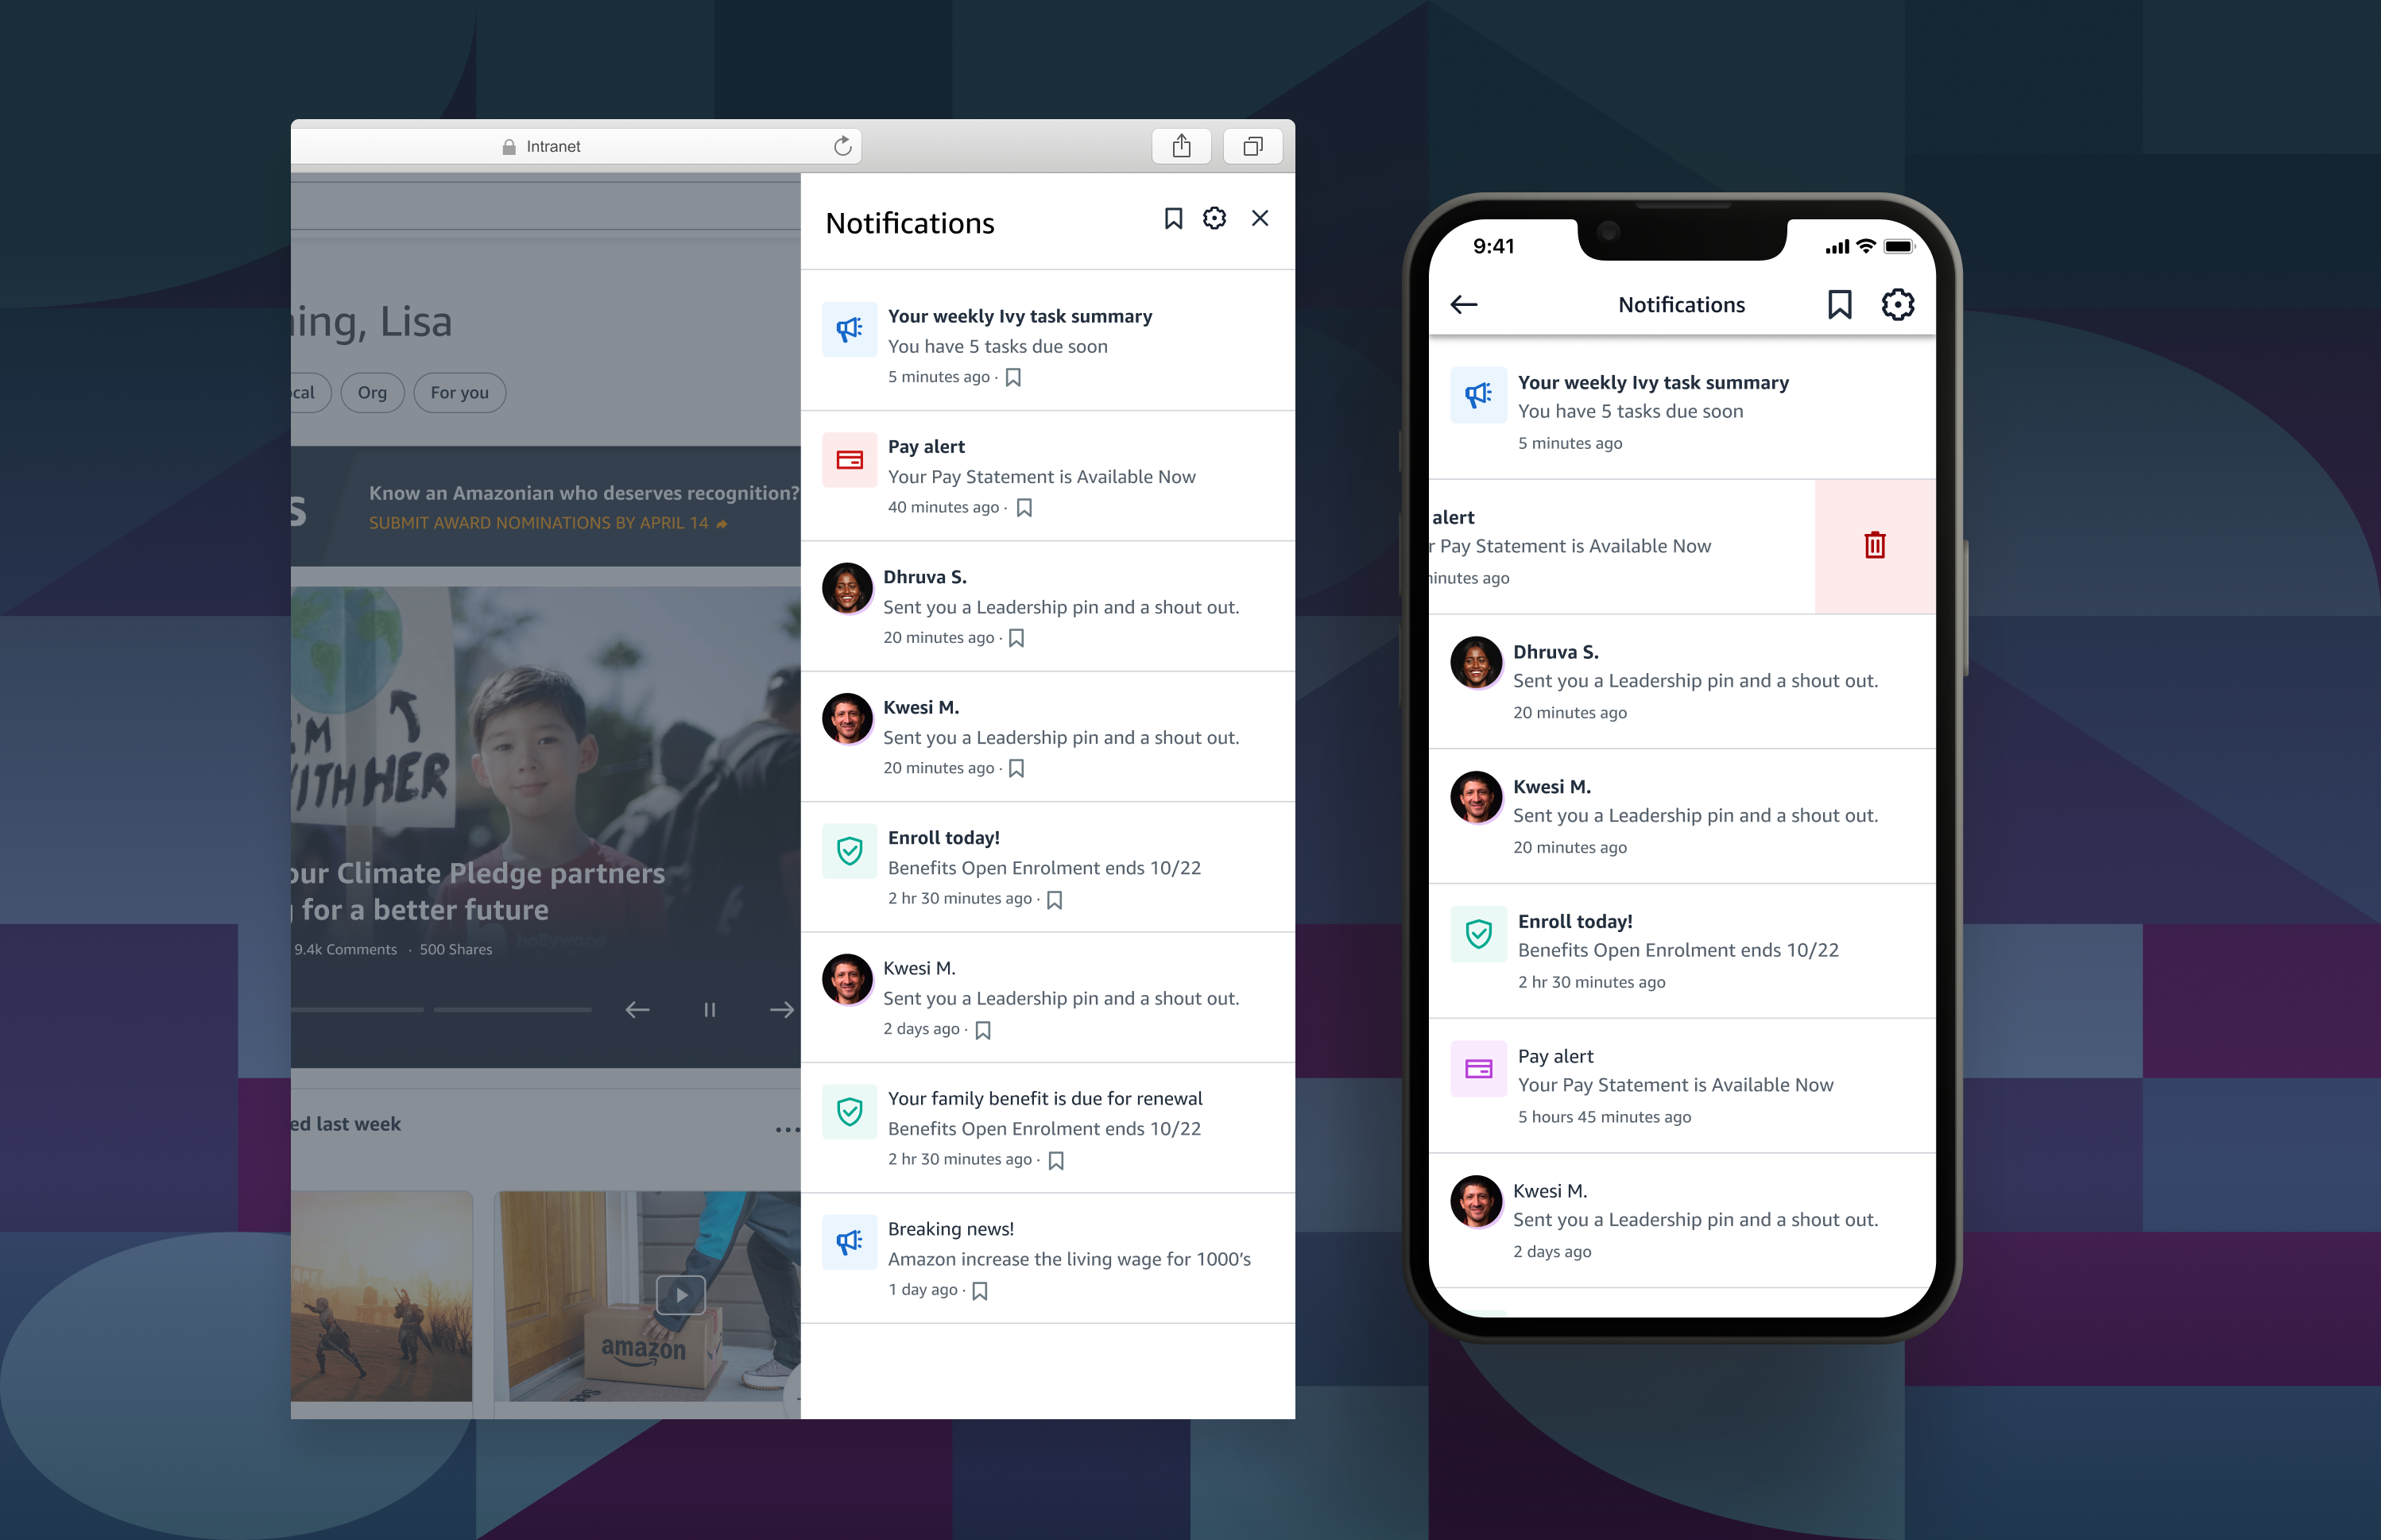 Intranet
Notifications
ning, Lisa
cal
Org
For you
S
Know an Amazonian who deserves recognition?
SUBMIT AWARD NOMINATIONS BY APRIL 14
I'M
WITH HER
our Climate Pledge partners
g for a better future
hollywood
9.4k Comments · 500 Shares
ed last week
amazon
Your weekly Ivy task summary
You have 5 tasks due soon
5 minutes ago ·
Pay alert
Your Pay Statement is Available Now
40 minutes ago ·
Dhruva S.
Sent you a Leadership pin and a shout out.
20 minutes ago ·
Kwesi M.
Sent you a Leadership pin and a shout out.
20 minutes ago ·
Enroll today!
Benefits Open Enrolment ends 10/22
2 hr 30 minutes ago ·
Kwesi M.
Sent you a Leadership pin and a shout out.
2 days ago ·
Your family benefit is due for renewal
Benefits Open Enrolment ends 10/22
2 hr 30 minutes ago ·
Breaking news!
Amazon increase the living wage for 1000's
1 day ago ·
9:41
Notifications
Your weekly Ivy task summary
You have 5 tasks due soon
5 minutes ago
alert
r Pay Statement is Available Now
inutes ago
Dhruva S.
Sent you a Leadership pin and a shout out.
20 minutes ago
Kwesi M.
Sent you a Leadership pin and a shout out.
20 minutes ago
Enroll today!
Benefits Open Enrolment ends 10/22
2 hr 30 minutes ago
Pay alert
Your Pay Statement is Available Now
5 hours 45 minutes ago
Kwesi M.
Sent you a Leadership pin and a shout out.
2 days ago